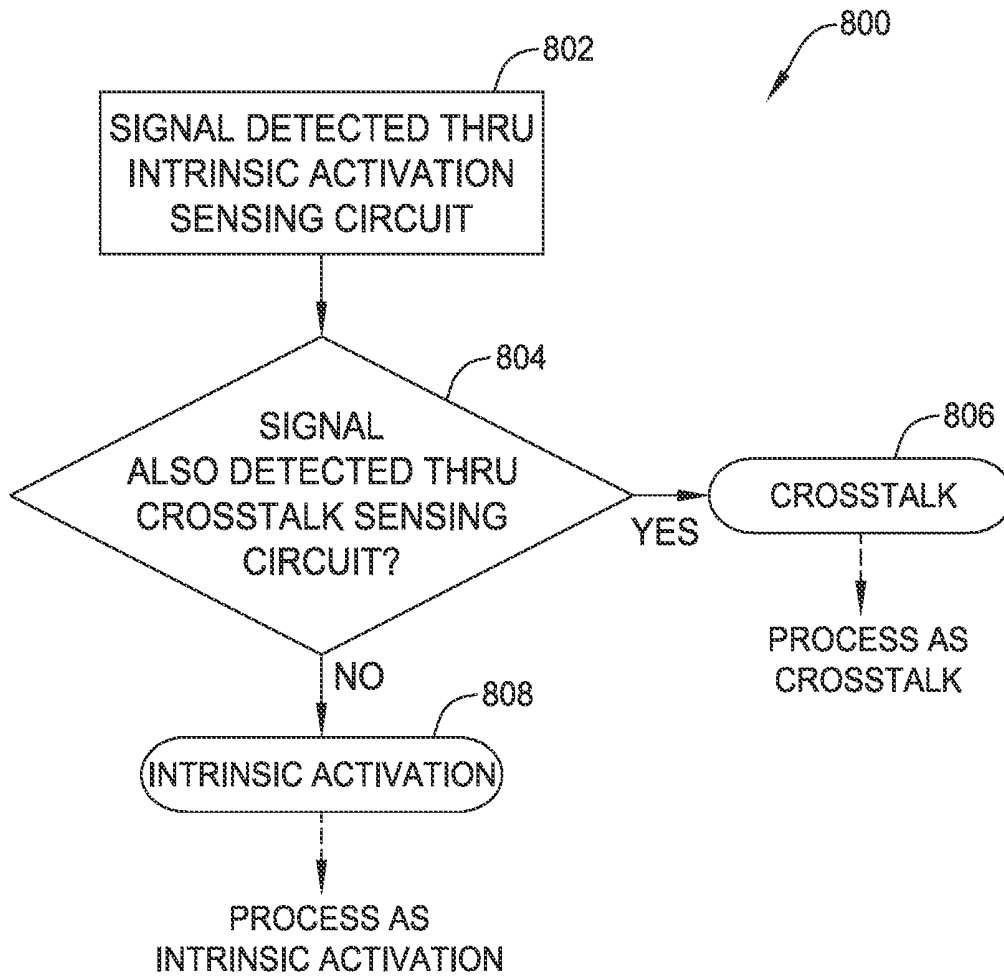 800
802
SIGNAL DETECTED THRU
INTRINSIC ACTIVATION
SENSING CIRCUIT
804
SIGNAL
ALSO DETECTED THRU
CROSSTALK SENSING
CIRCUIT?
YES
806
CROSSTALK
PROCESS AS
CROSSTALK
NO
808
INTRINSIC ACTIVATION
PROCESS AS
INTRINSIC ACTIVATION